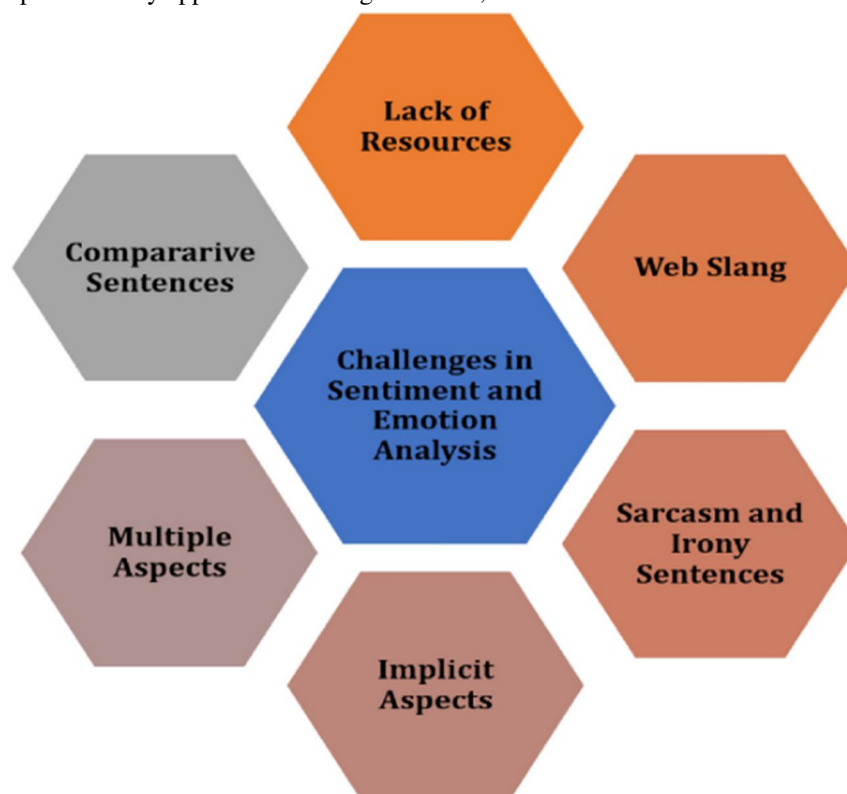 Lack of
Resources
Compararive
Sentences
Web Slang
Challenges in
Sentiment and
Emotion
Analysis
Multiple
Aspects
Sarcasm and
Irony
Sentences
Implicit
Aspects